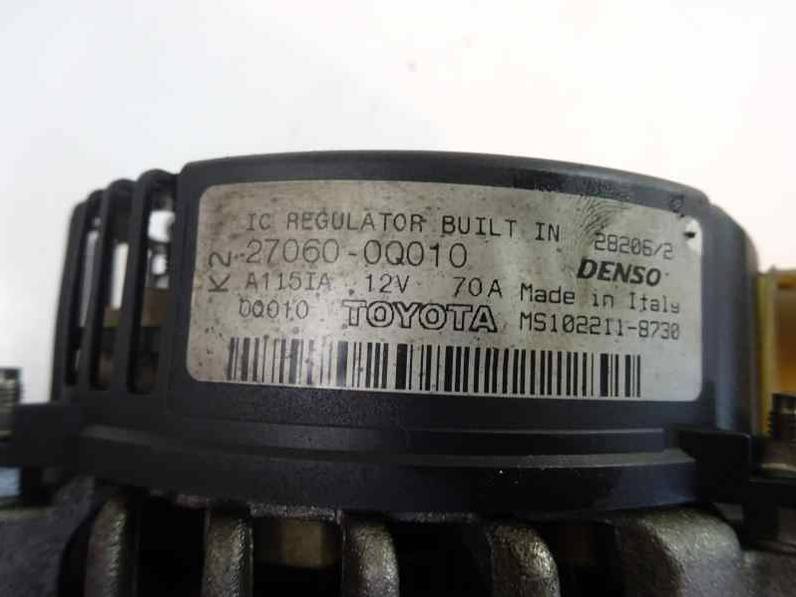 IC REGULATOR BUILT IN 28206/2
K2 27060-0Q010 DENSO
A115IA 12V 70A Made in Italy
0Q010 TOYOTA MS102211-8730